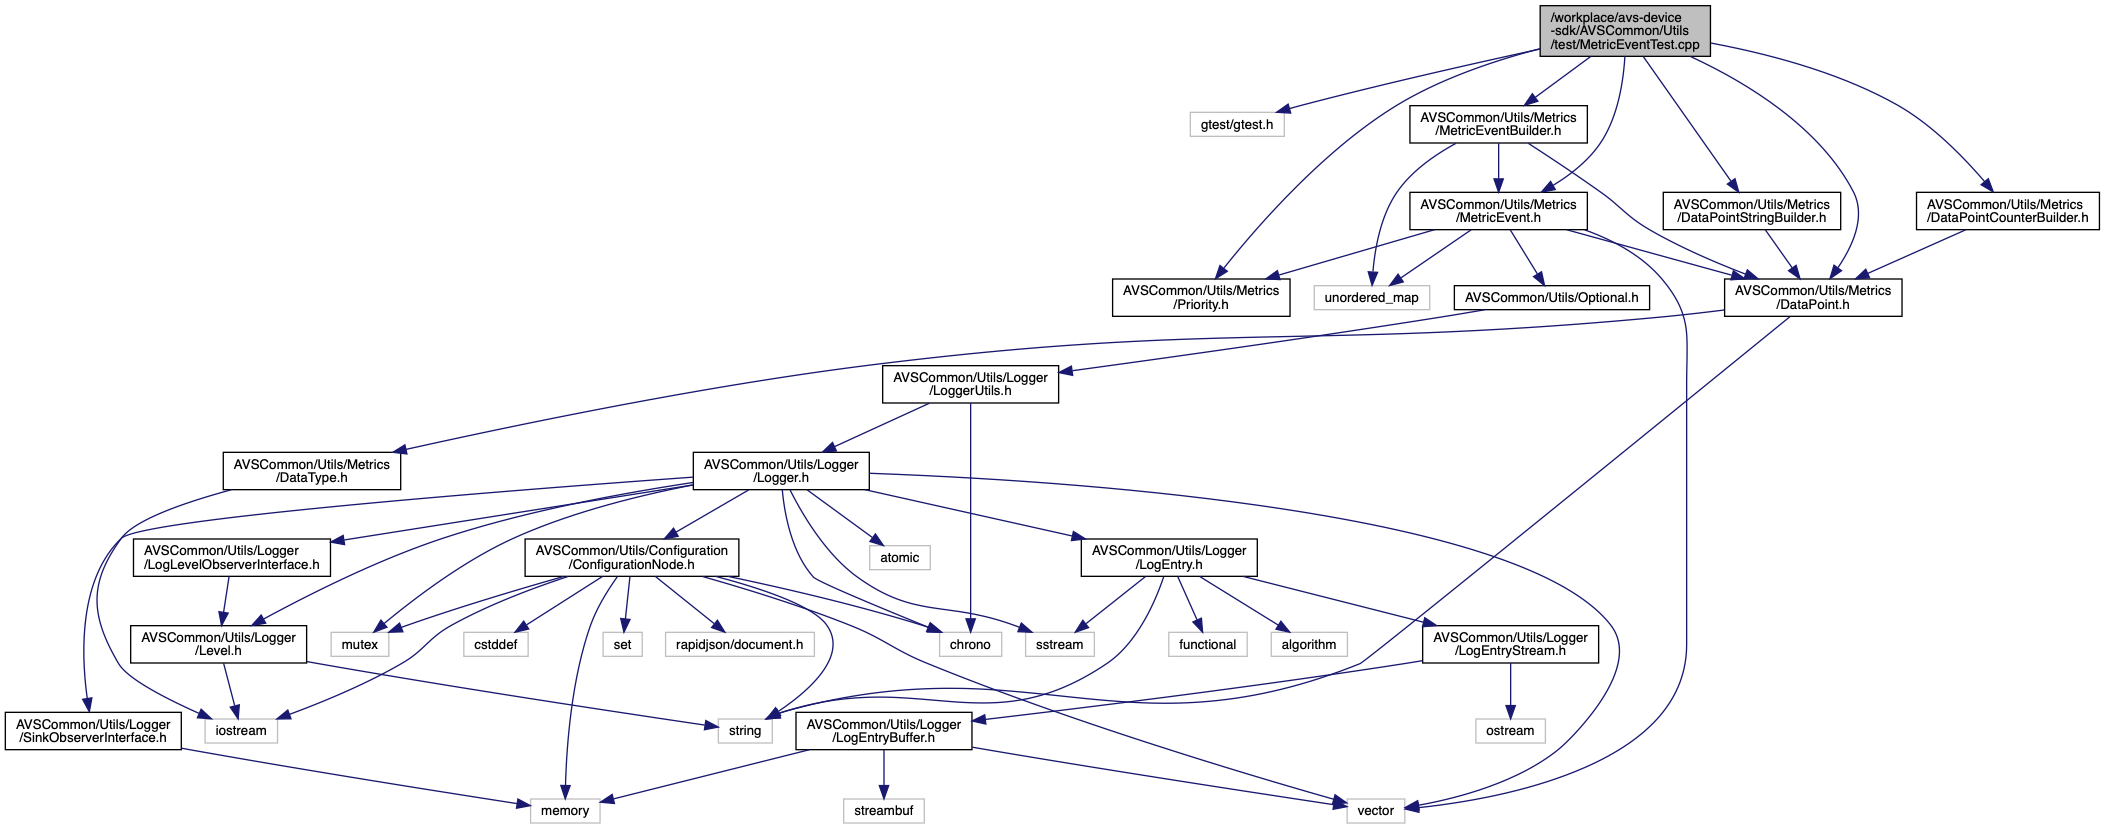 /workplace/avs-device
-sdk/AVSCommon/Utils
/test/MetricEventTest.cpp
gtest/gtest.h
AVSCommon/Utils/Metrics
/MetricEventBuilder.h
AVSCommon/Utils/Metrics
/MetricEvent.h
AVSCommon/Utils/Metrics
/DataPointStringBuilder.h
AVSCommon/Utils/Metrics
/DataPointCounterBuilder.h
AVSCommon/Utils/Metrics
/Priority.h
unordered_map
AVSCommon/Utils/Optional.h
AVSCommon/Utils/Metrics
/DataPoint.h
AVSCommon/Utils/Logger
/LoggerUtils.h
AVSCommon/Utils/Metrics
/DataType.h
AVSCommon/Utils/Logger
/Logger.h
AVSCommon/Utils/Logger
/LogLevelObserverInterface.h
AVSCommon/Utils/Configuration
/ConfigurationNode.h
atomic
AVSCommon/Utils/Logger
/LogEntry.h
AVSCommon/Utils/Logger
/Level.h
mutex
cstddef
set
rapidjson/document.h
chrono
sstream
functional
algorithm
AVSCommon/Utils/Logger
/LogEntryStream.h
AVSCommon/Utils/Logger
/SinkObserverInterface.h
iostream
string
AVSCommon/Utils/Logger
/LogEntryBuffer.h
ostream
memory
streambuf
vector